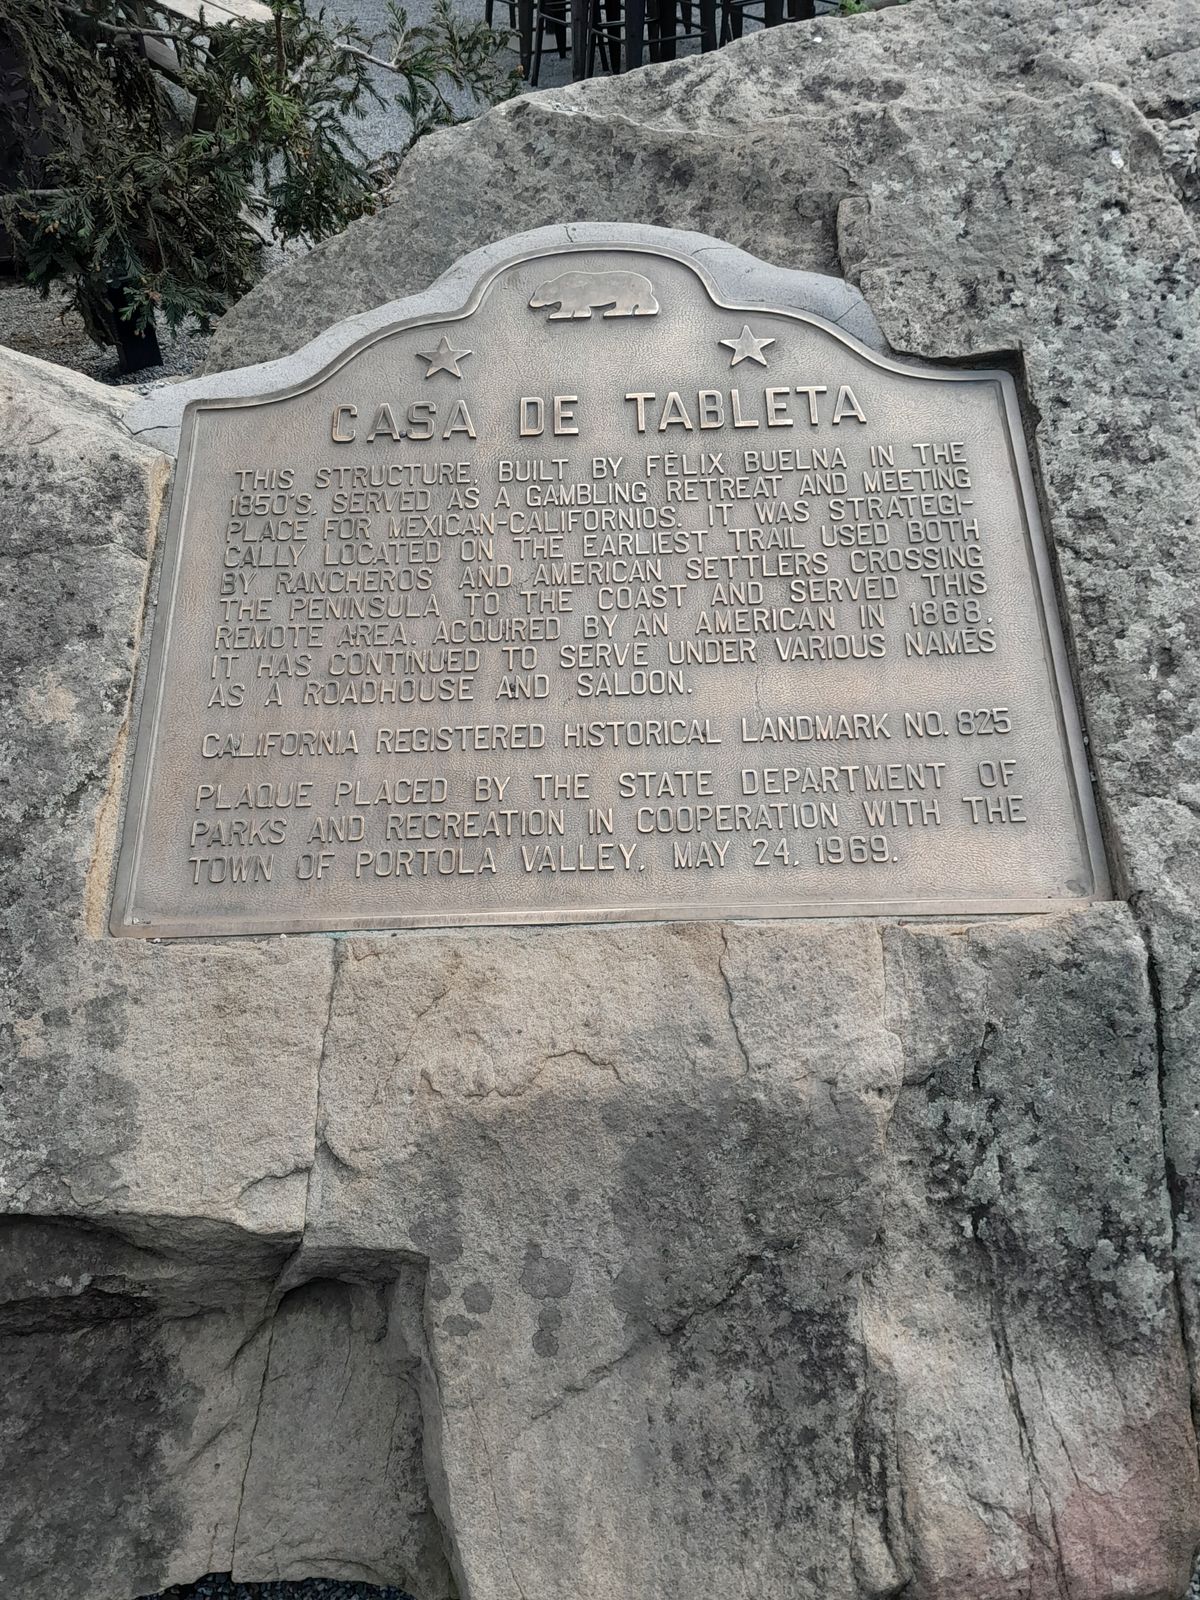 CASA DE TABLETA
THIS STRUCTURE, BUILT BY FÉLIX BUELNA IN THE
1850'S, SERVED AS A GAMBLING RETREAT AND MEETING
PLACE FOR MEXICAN-CALIFORNIOS. IT WAS STRATEGI-
CALLY LOCATED ON THE EARLIEST TRAIL USED BOTH
BY RANCHEROS AND AMERICAN SETTLERS CROSSING
THE PENINSULA TO THE COAST AND SERVED THIS
REMOTE AREA. ACQUIRED BY AN AMERICAN IN 1868,
IT HAS CONTINUED TO SERVE UNDER VARIOUS NAMES
AS A ROADHOUSE AND SALOON.
CALIFORNIA REGISTERED HISTORICAL LANDMARK NO. 825
PLAQUE PLACED BY THE STATE DEPARTMENT OF
PARKS AND RECREATION IN COOPERATION WITH THE
TOWN OF PORTOLA VALLEY, MAY 24, 1969.